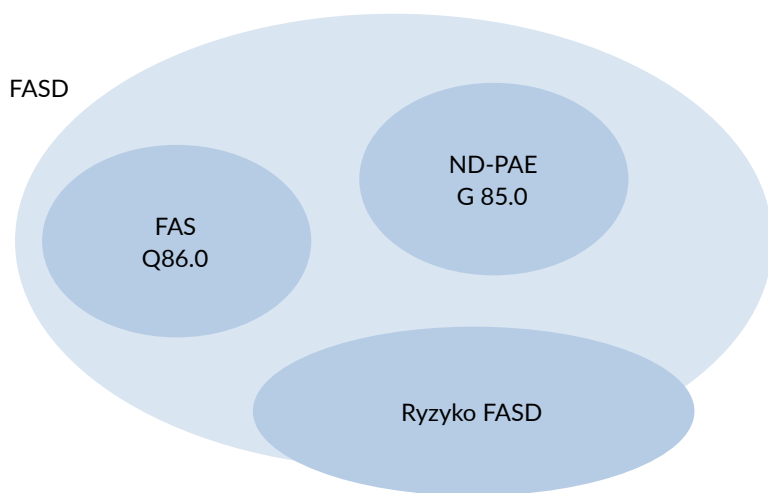 FASD
ND-PAE
G 85.0
FAS
Q86.0
Ryzyko FASD